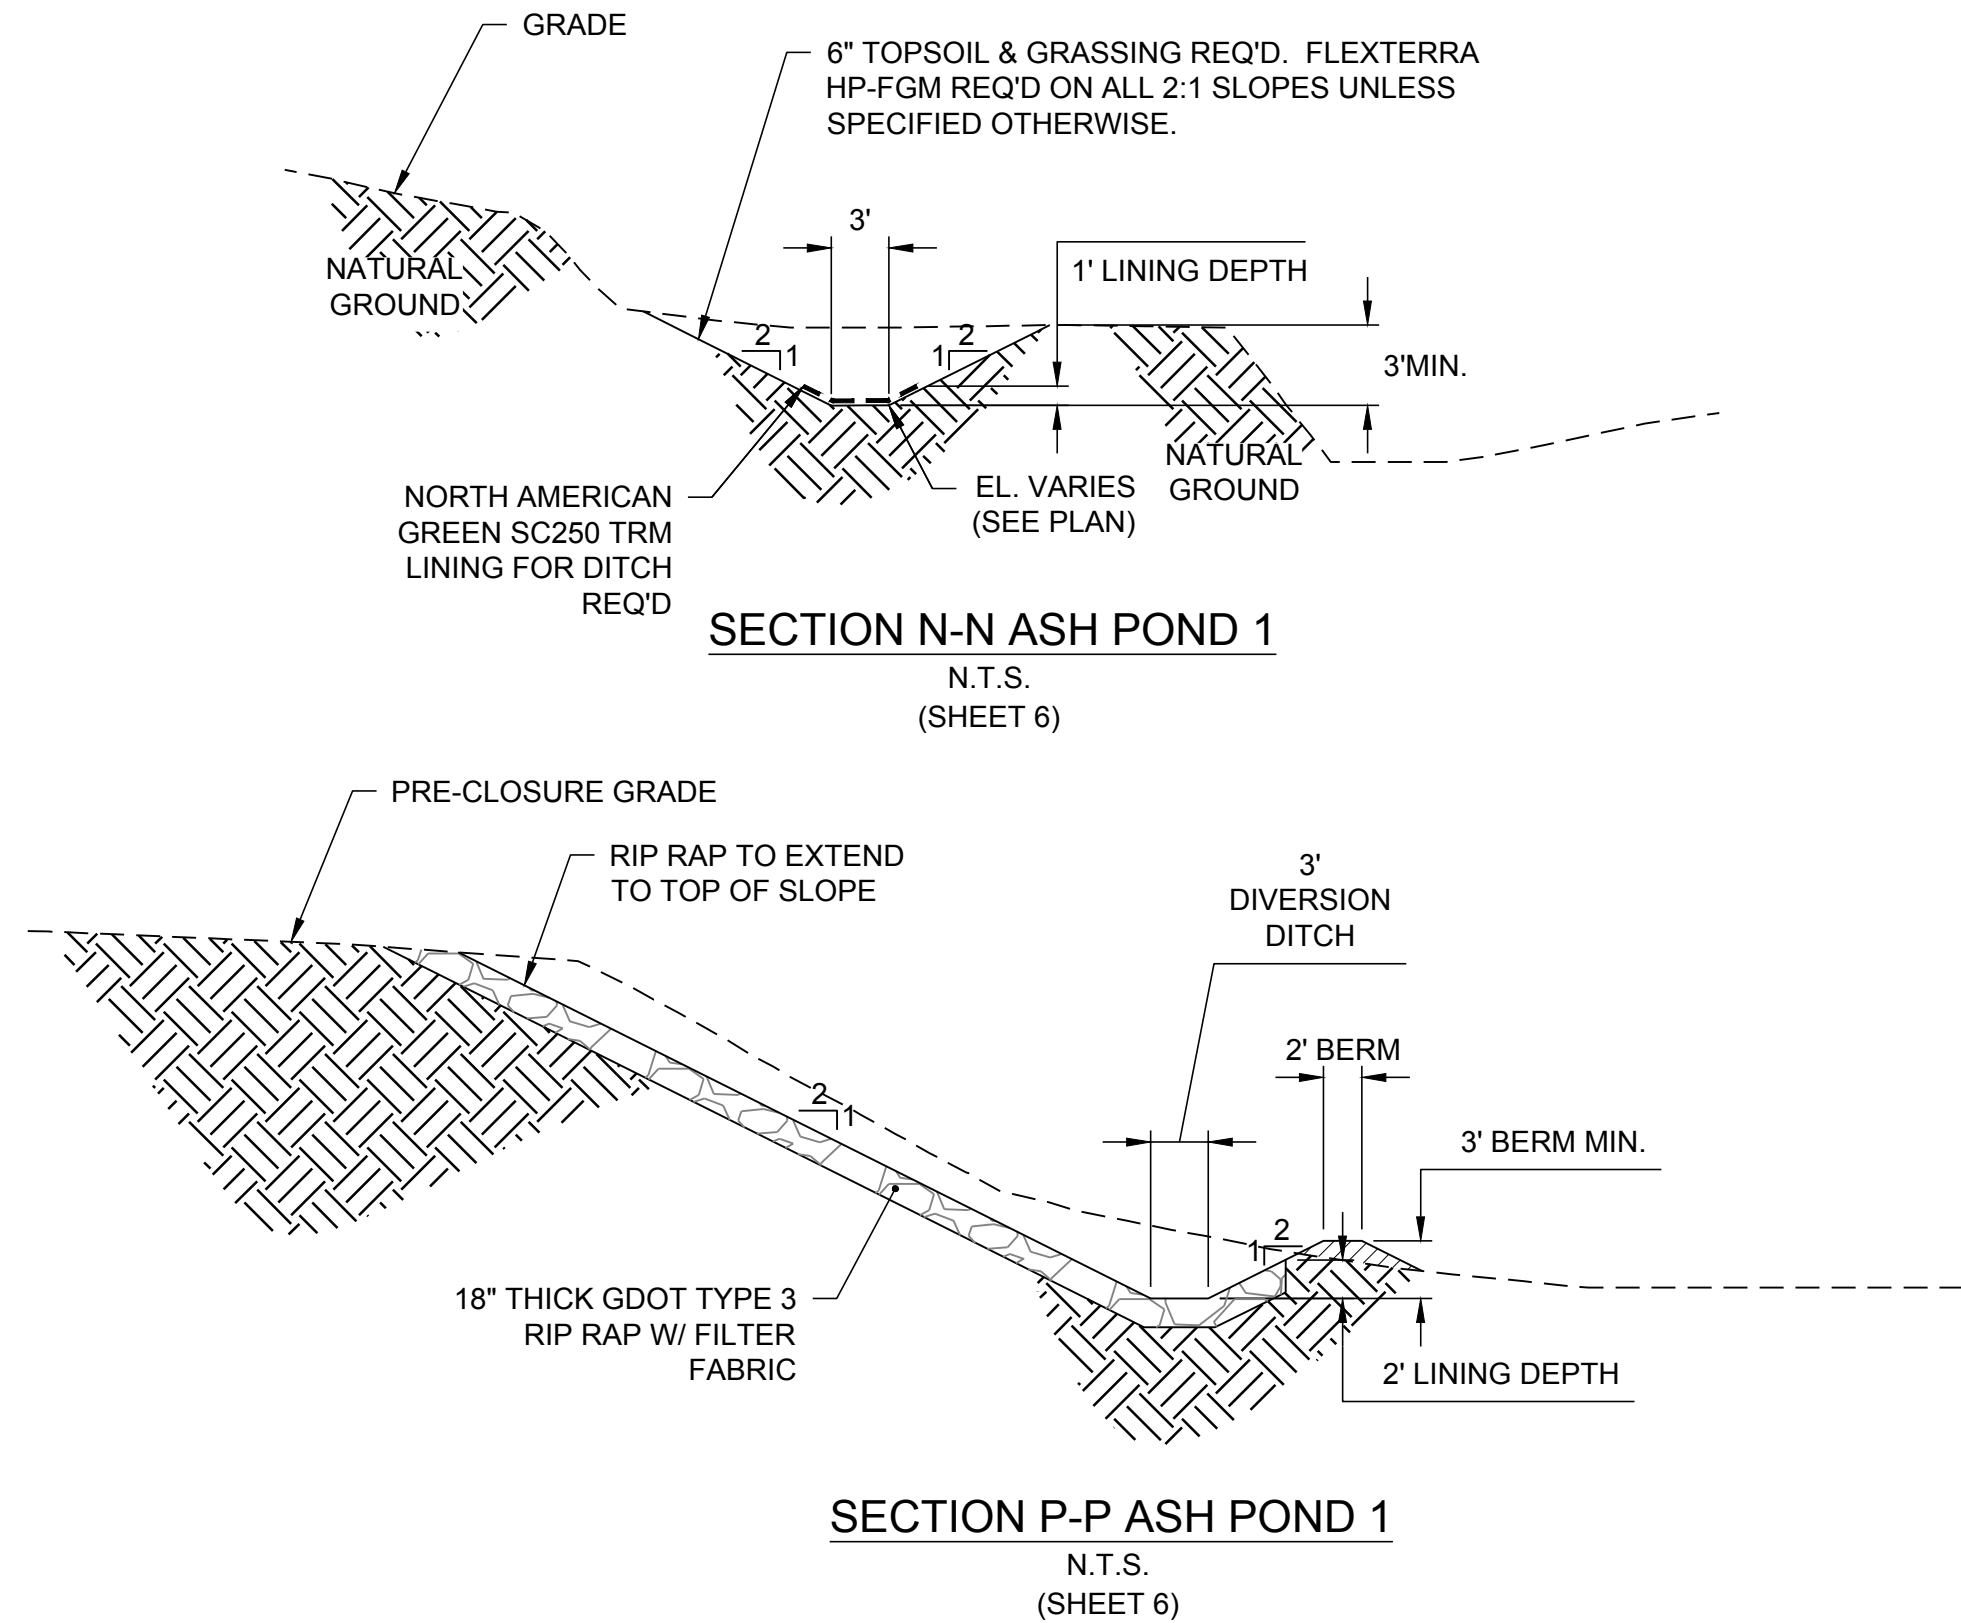 GRADE
6" TOPSOIL & GRASSING REQ'D. FLEXTERRA
HP-FGM REQ'D ON ALL 2:1 SLOPES UNLESS
SPECIFIED OTHERWISE.
3'
NATURAL
GROUND
1' LINING DEPTH
2
1
2
1
3'MIN.
NATURAL
GROUND
NORTH AMERICAN
GREEN SC250 TRM
LINING FOR DITCH
REQ'D
EL. VARIES
(SEE PLAN)
SECTION N-N ASH POND 1
N.T.S.
(SHEET 6)
PRE-CLOSURE GRADE
RIP RAP TO EXTEND
TO TOP OF SLOPE
3'
DIVERSION
DITCH
2' BERM
2
1
3' BERM MIN.
2
1
18" THICK GDOT TYPE 3
RIP RAP W/ FILTER
FABRIC
2' LINING DEPTH
SECTION P-P ASH POND 1
N.T.S.
(SHEET 6)